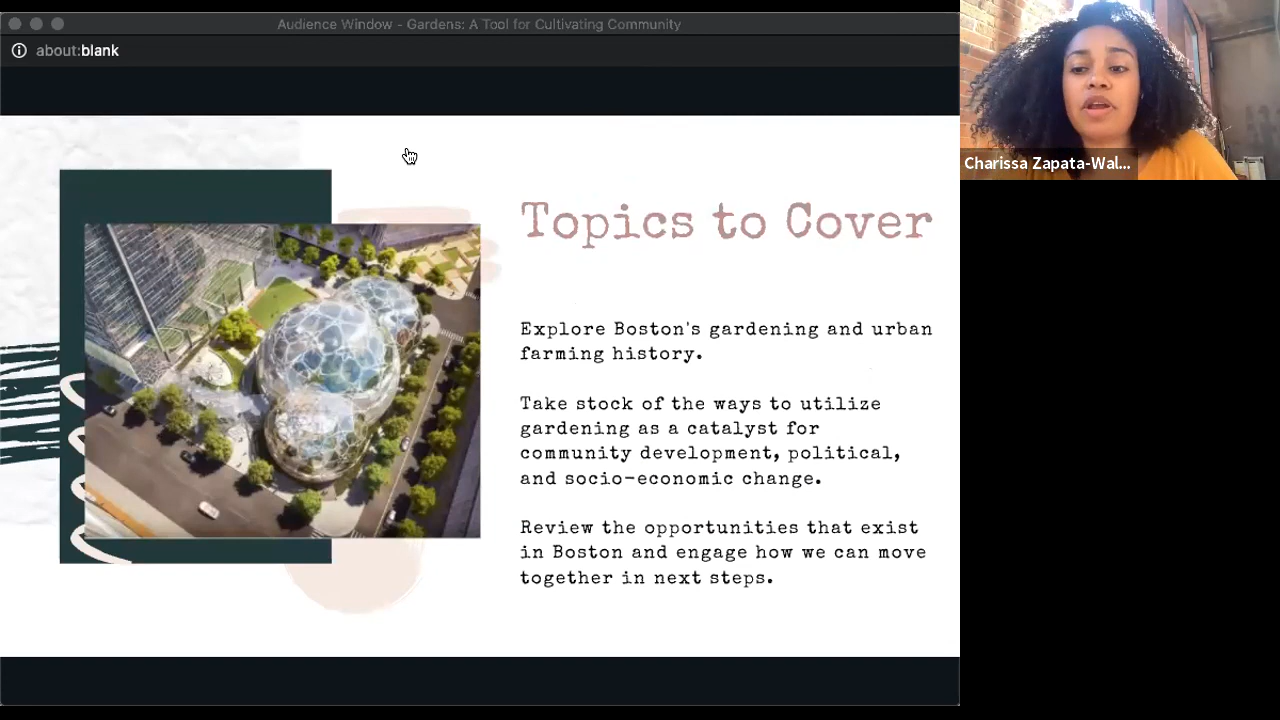 Audience Window - Gardens: A Tool for Cultivating Community
about:blank
Charissa Zapata-Wal...
Topics to Cover
Explore Boston's gardening and urban
farming history.
Take stock of the ways to utilize
gardening as a catalyst for
community development, political,
and socio-economic change.
Review the opportunities that exist
in Boston and engage how we can move
together in next steps.